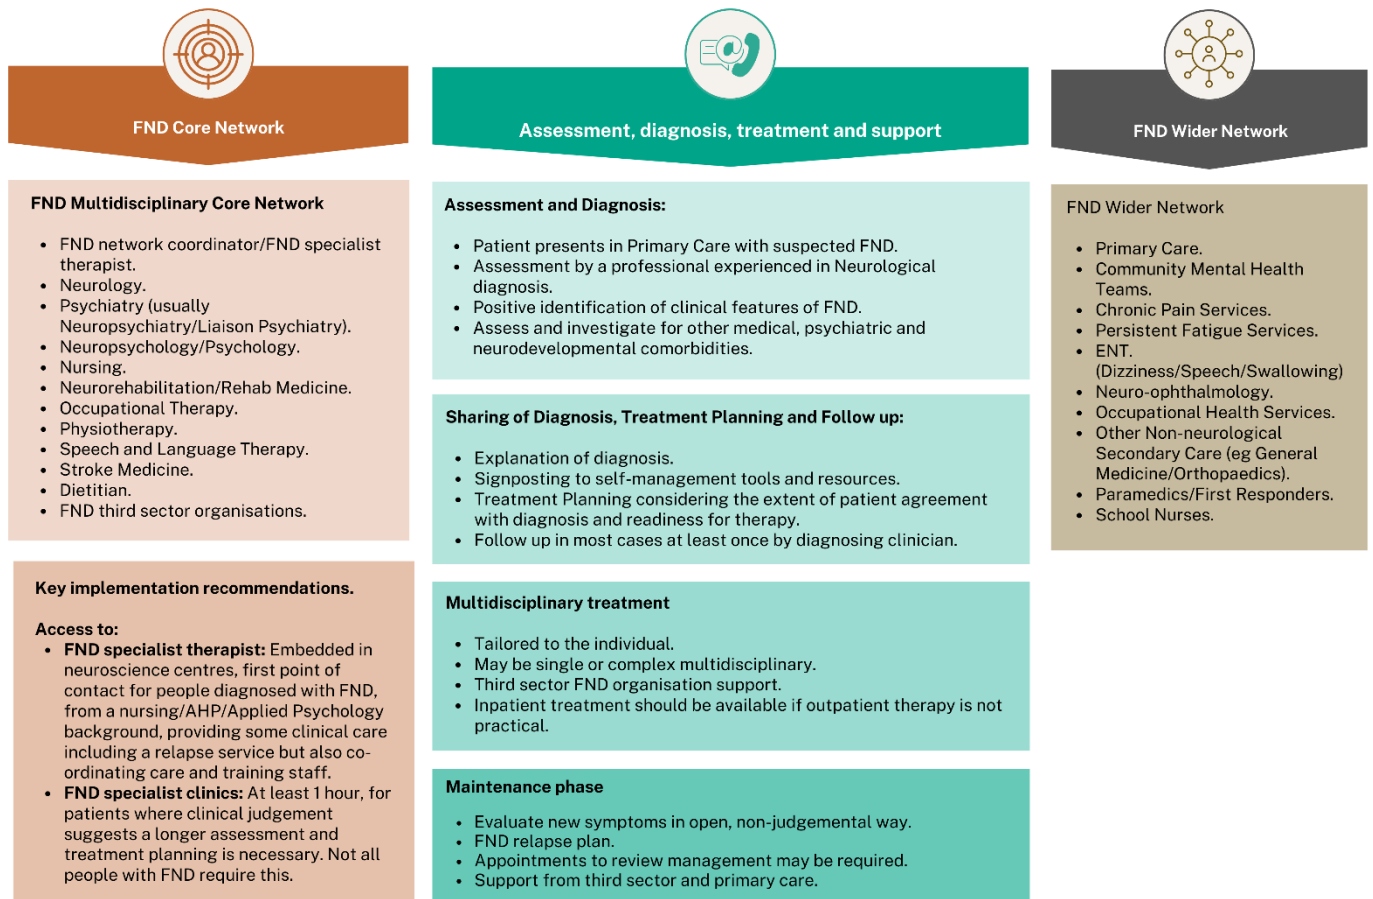 FND Core Network
FND Multidisciplinary Core Network
• FND network coordinator/FND specialist
therapist.
• Neurology.
• Psychiatry (usually
Neuropsychiatry/Liaison Psychiatry).
• Neuropsychology/Psychology.
• Nursing.
• Neurorehabilitation/Rehab Medicine.
• Occupational Therapy.
• Physiotherapy.
• Speech and Language Therapy.
• Stroke Medicine.
• Dietitian.
• FND third sector organisations.
Key implementation recommendations.
Access to:
• FND specialist therapist: Embedded in
neuroscience centres, first point of
contact for people diagnosed with FND,
from a nursing/AHP/Applied Psychology
background, providing some clinical care
including a relapse service but also co-
ordinating care and training staff.
• FND specialist clinics: At least 1 hour, for
patients where clinical judgement
suggests a longer assessment and
treatment planning is necessary. Not all
people with FND require this.
Assessment, diagnosis, treatment and support
Assessment and Diagnosis:
• Patient presents in Primary Care with suspected FND.
• Assessment by a professional experienced in Neurological
diagnosis.
• Positive identification of clinical features of FND.
• Assess and investigate for other medical, psychiatric and
neurodevelopmental comorbidities.
Sharing of Diagnosis, Treatment Planning and Follow up:
• Explanation of diagnosis.
• Signposting to self-management tools and resources.
• Treatment Planning considering the extent of patient agreement
with diagnosis and readiness for therapy.
• Follow up in most cases at least once by diagnosing clinician.
Multidisciplinary treatment
• Tailored to the individual.
• May be single or complex multidisciplinary.
• Third sector FND organisation support.
• Inpatient treatment should be available if outpatient therapy is not
practical.
Maintenance phase
• Evaluate new symptoms in open, non-judgemental way.
• FND relapse plan.
• Appointments to review management may be required.
• Support from third sector and primary care.
FND Wider Network
FND Wider Network
• Primary Care.
• Community Mental Health
Teams.
• Chronic Pain Services.
• Persistent Fatigue Services.
• ENT.
(Dizziness/Speech/Swallowing)
• Neuro-ophthalmology.
• Occupational Health Services.
• Other Non-neurological
Secondary Care (eg General
Medicine/Orthopaedics).
• Paramedics/First Responders.
• School Nurses.